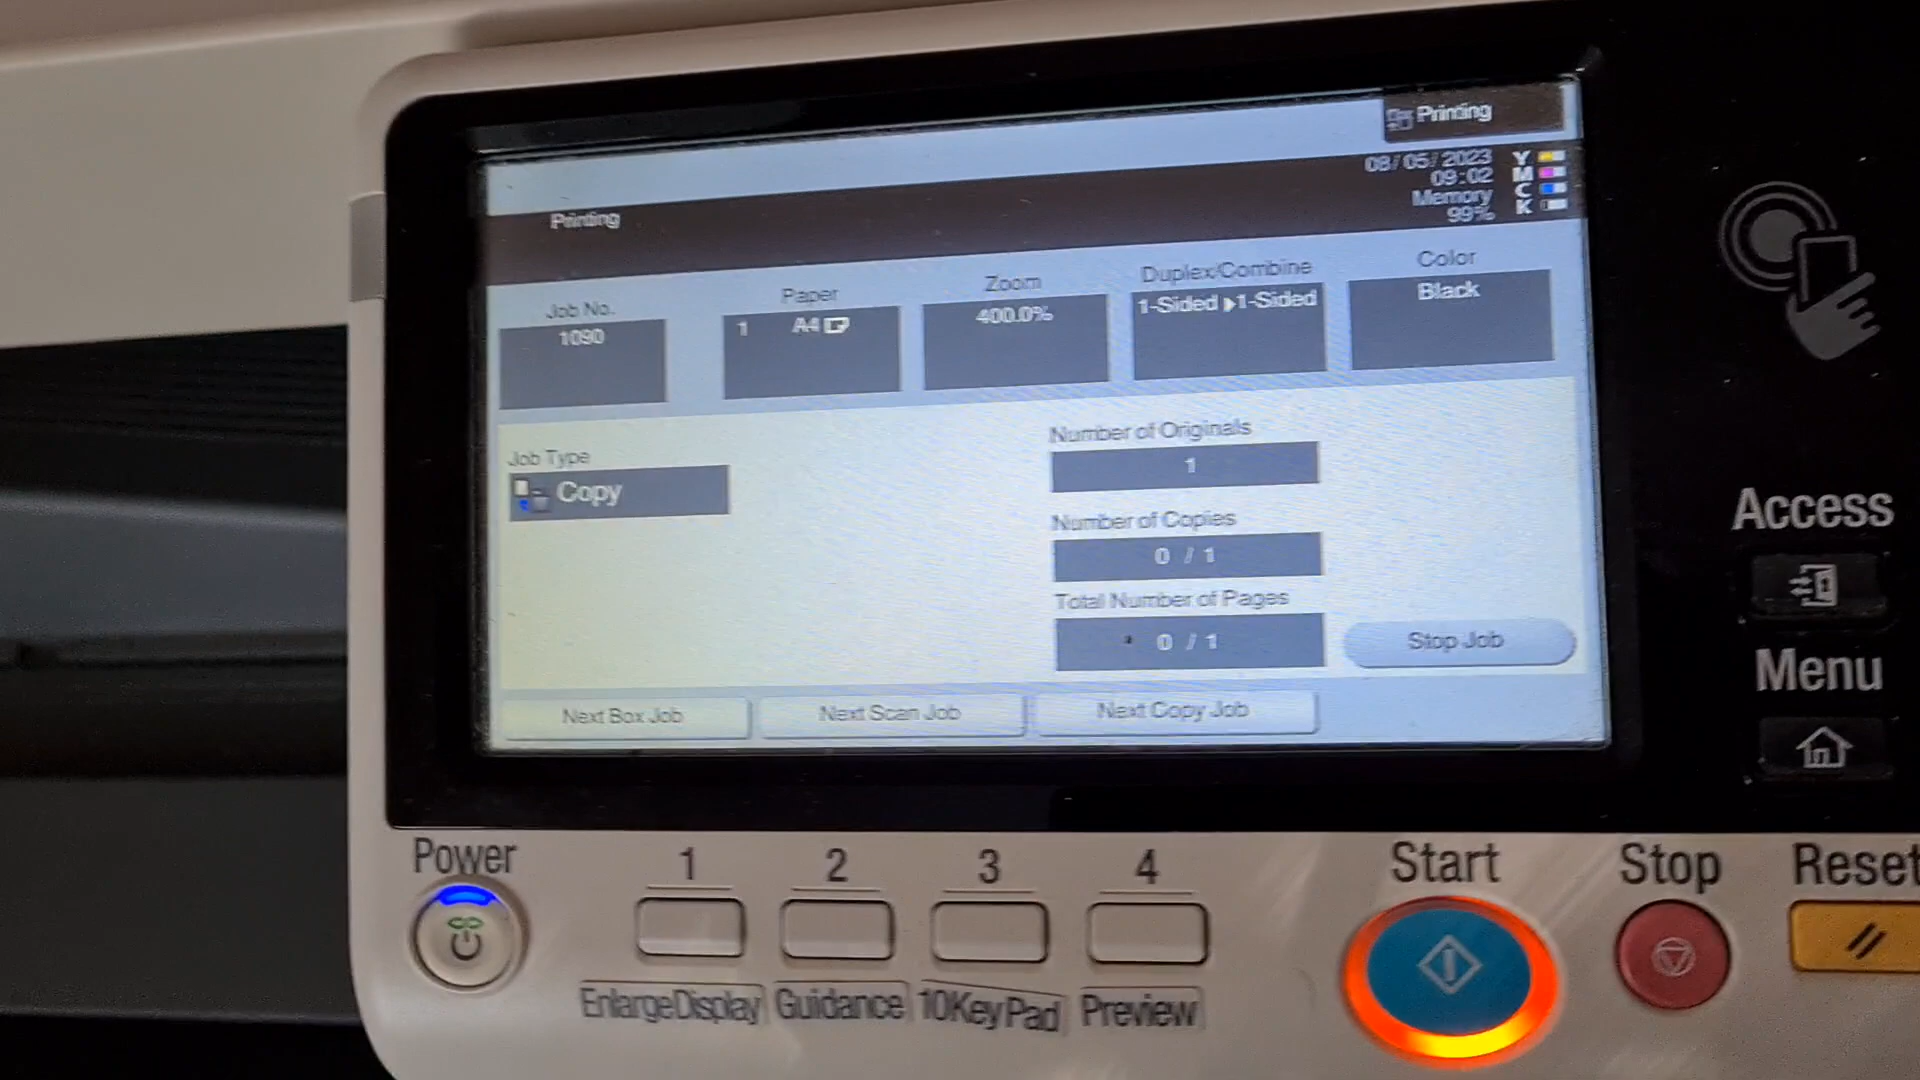 Printing
08/05/2023
09:02
Memory
99%
Y
M
C
K
Printing
Job No.
1090
Paper
1 A4
Zoom
400.0%
Duplex/Combine
1-Sided 1-Sided
Color
Black
Job Type
Copy
Number of Originals
1
Number of Copies
0 / 1
Total Number of Pages
* 0 / 1
Stop Job
Next Box Job
Next Scan Job
Next Copy Job
Access
Menu
Power
1
2
3
4
Start
Stop
Reset
Enlarge Display
Guidance
10 Key Pad
Preview